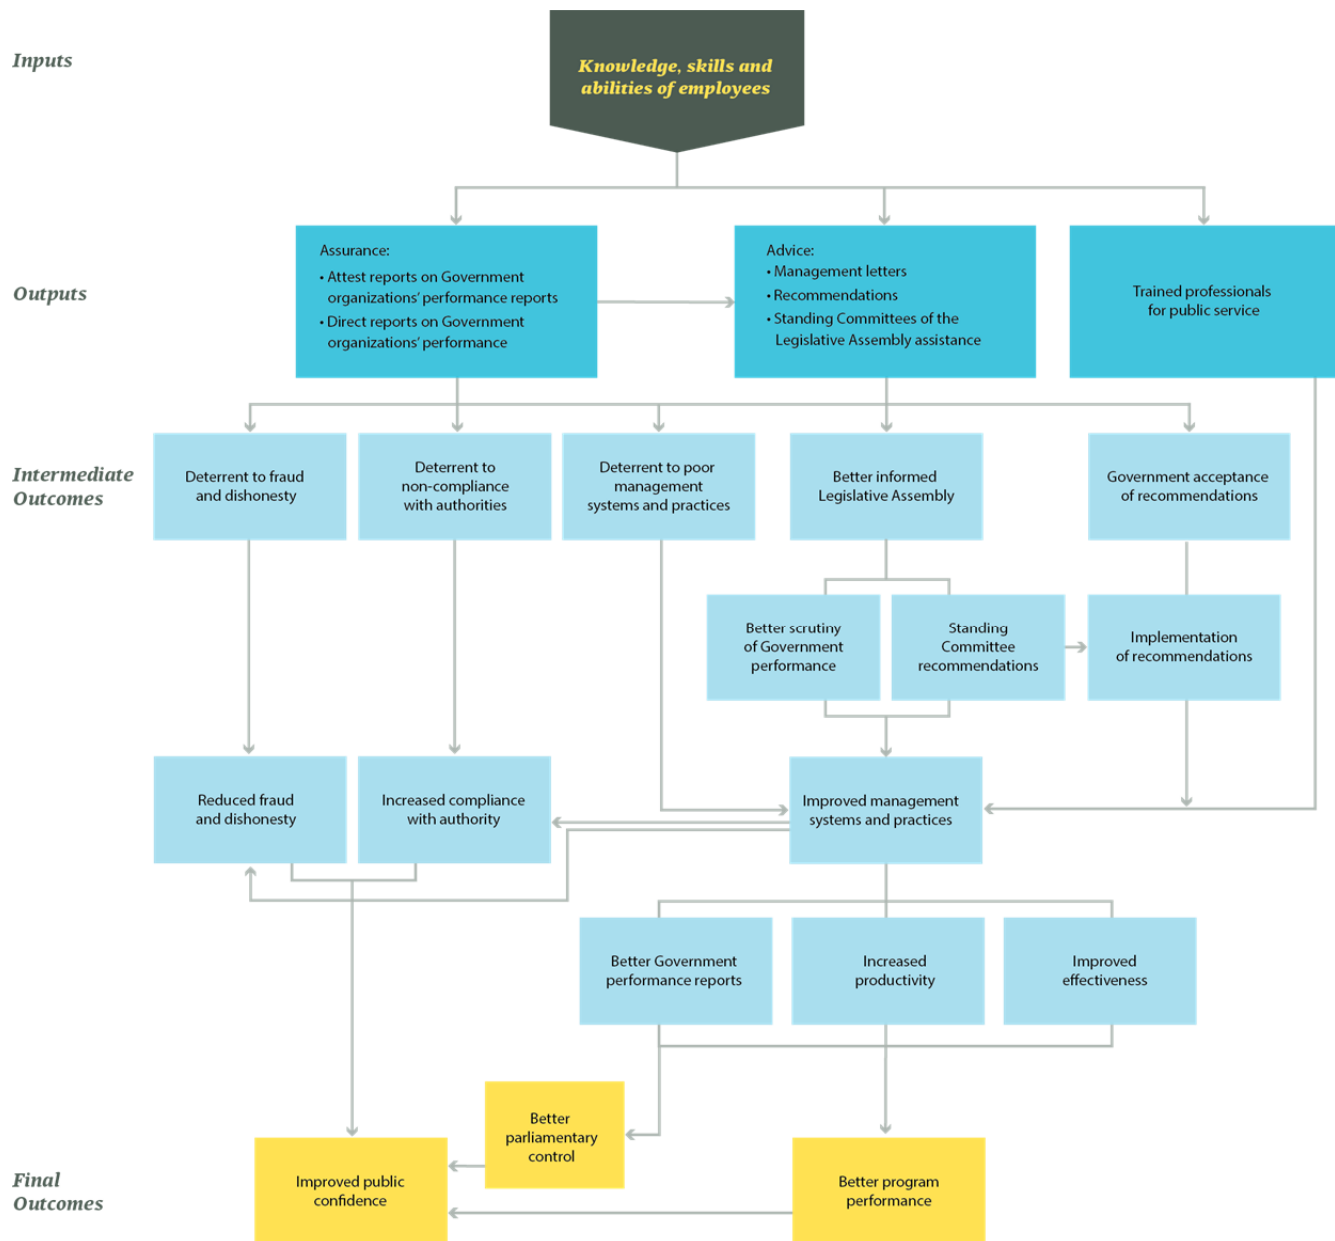 Inputs
Knowledge, skills and
abilities of employees
Outputs
Assurance:
• Attest reports on Government
organizations' performance reports
• Direct reports on Government
organizations' performance
Advice:
• Management letters
• Recommendations
• Standing Committees of the
Legislative Assembly assistance
Trained professionals
for public service
Intermediate
Outcomes
Deterrent to fraud
and dishonesty
Deterrent to
non-compliance
with authorities
Deterrent to poor
management
systems and practices
Better informed
Legislative Assembly
Government acceptance
of recommendations
Better scrutiny
of Government
performance
Standing
Committee
recommendations
Implementation
of recommendations
Reduced fraud
and dishonesty
Increased compliance
with authority
Improved management
systems and practices
Better Government
performance reports
Increased
productivity
Improved
effectiveness
Better
parliamentary
control
Final
Outcomes
Improved public
confidence
Better program
performance